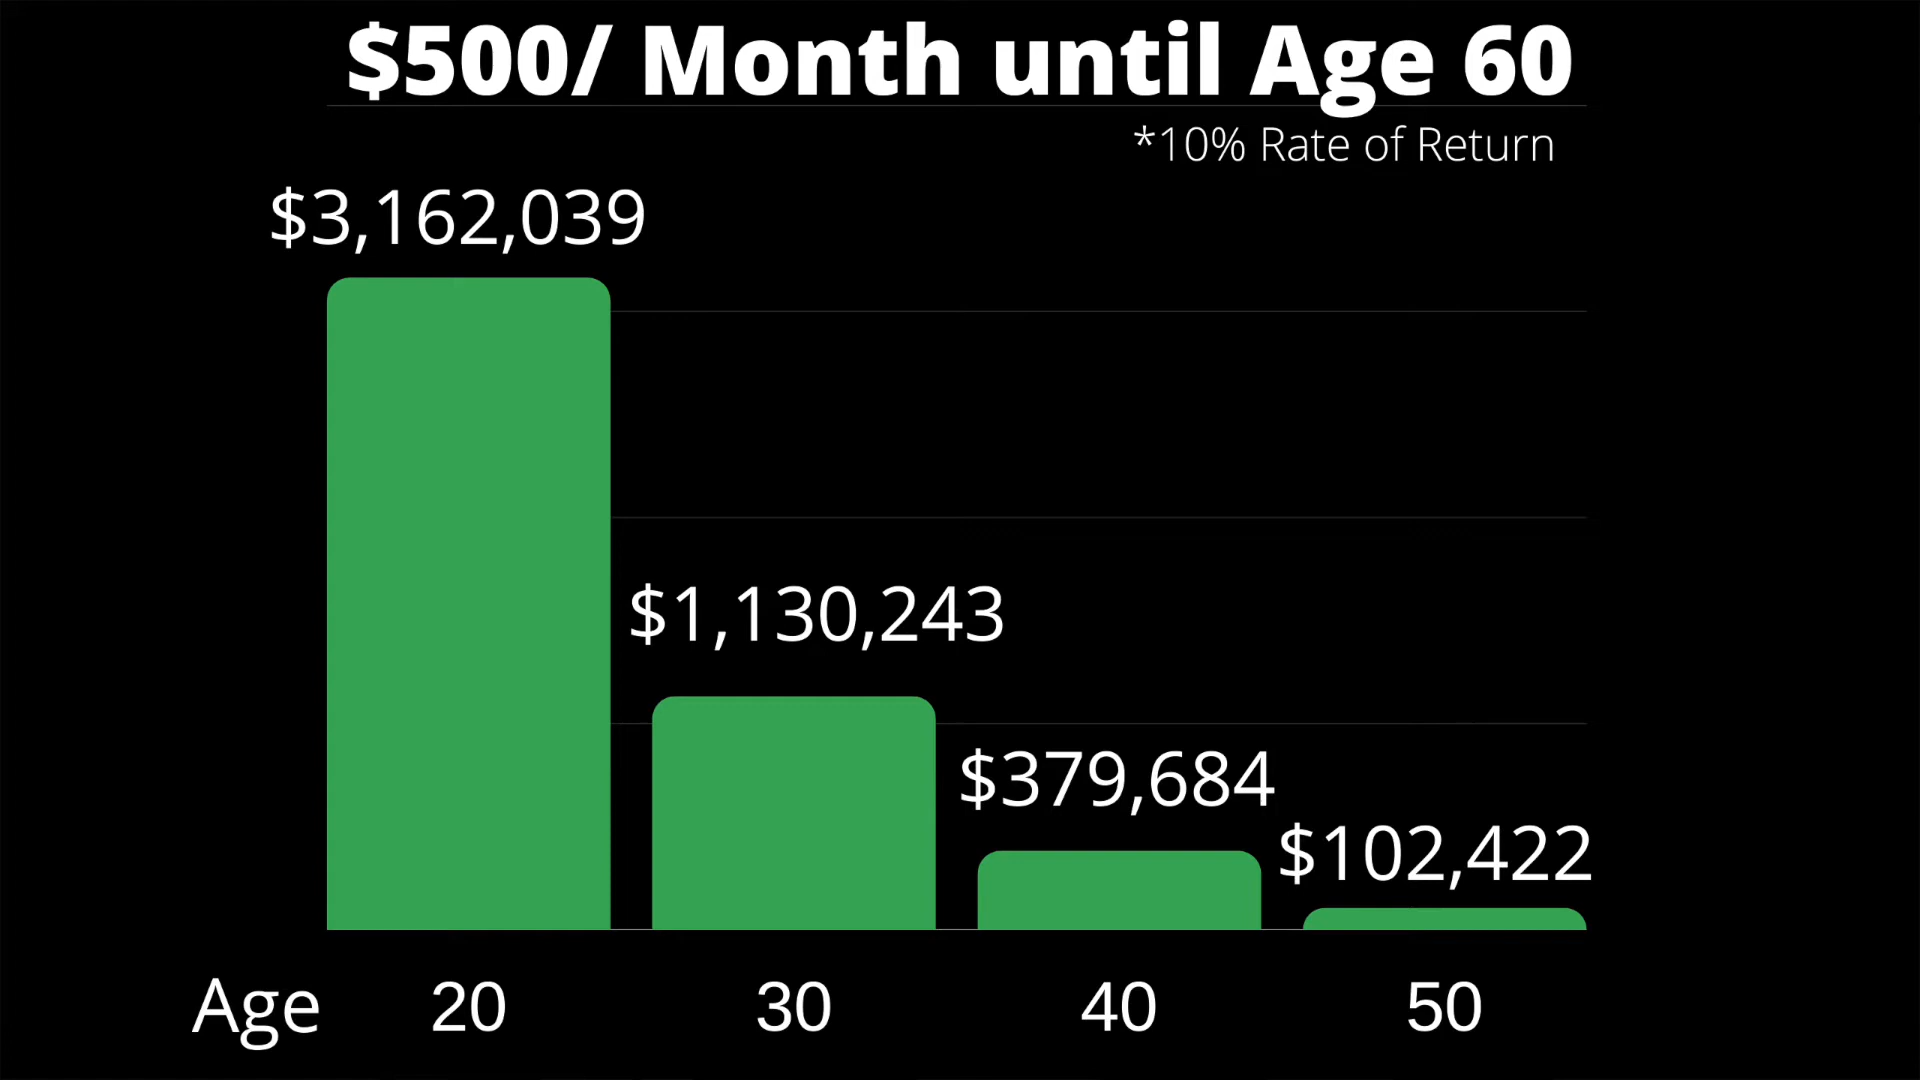 $500/ Month until Age 60
*10% Rate of Return
$3,162,039
$1,130,243
$379,684
$102,422
Age 20 30 40 50